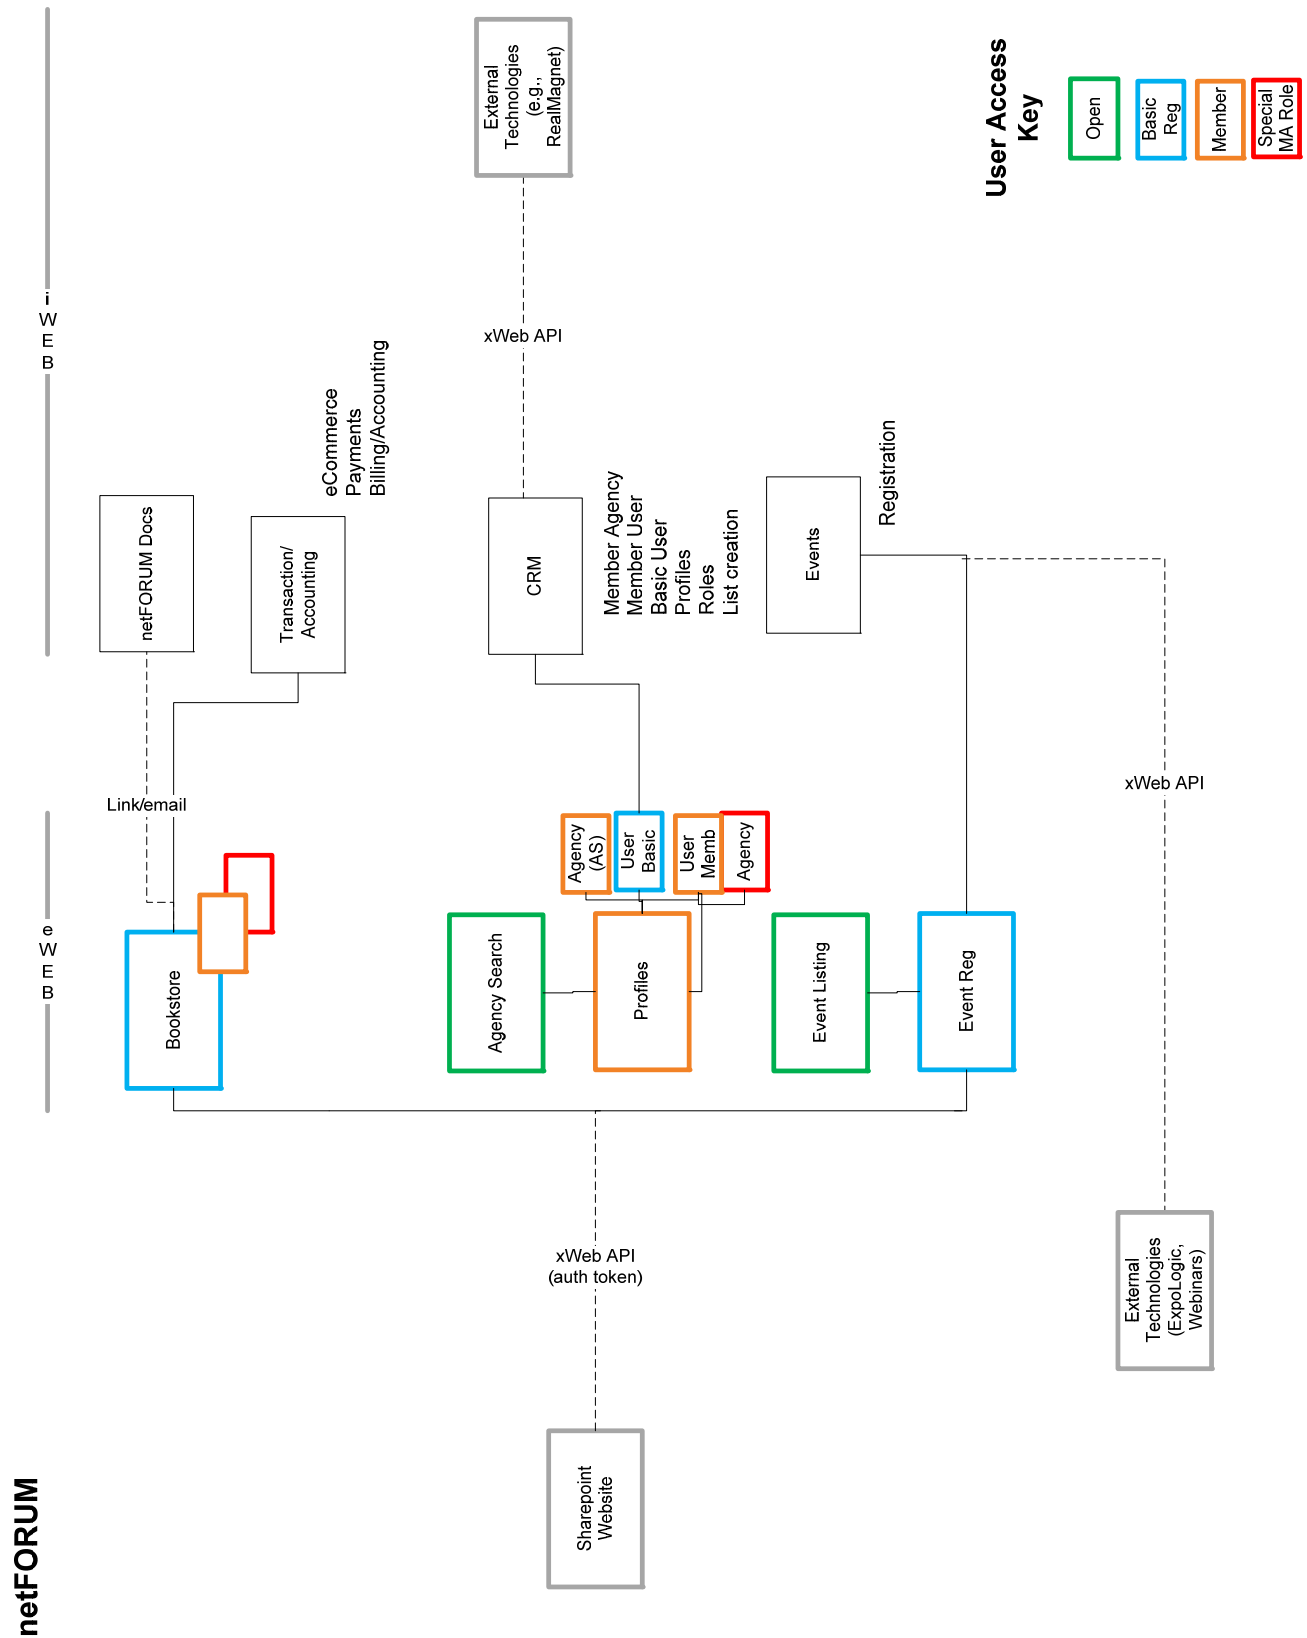 netFORUM
e
W
E
B
i
W
E
B
Sharepoint
Website
xWeb API
(auth token)
Bookstore
Link/email
netFORUM Docs
Transaction/
Accounting
eCommerce
Payments
Billing/Accounting
Agency Search
Profiles
Agency
(AS)
User
Basic
User
Memb
Agency
CRM
Member Agency
Member User
Basic User
Profiles
Roles
List creation
xWeb API
External
Technologies
(e.g.,
RealMagnet)
Event Listing
Event Reg
Events
Registration
External
Technologies
(ExpoLogic,
Webinars)
xWeb API
User Access
Key
Open
Basic
Reg
Member
Special
MA Role